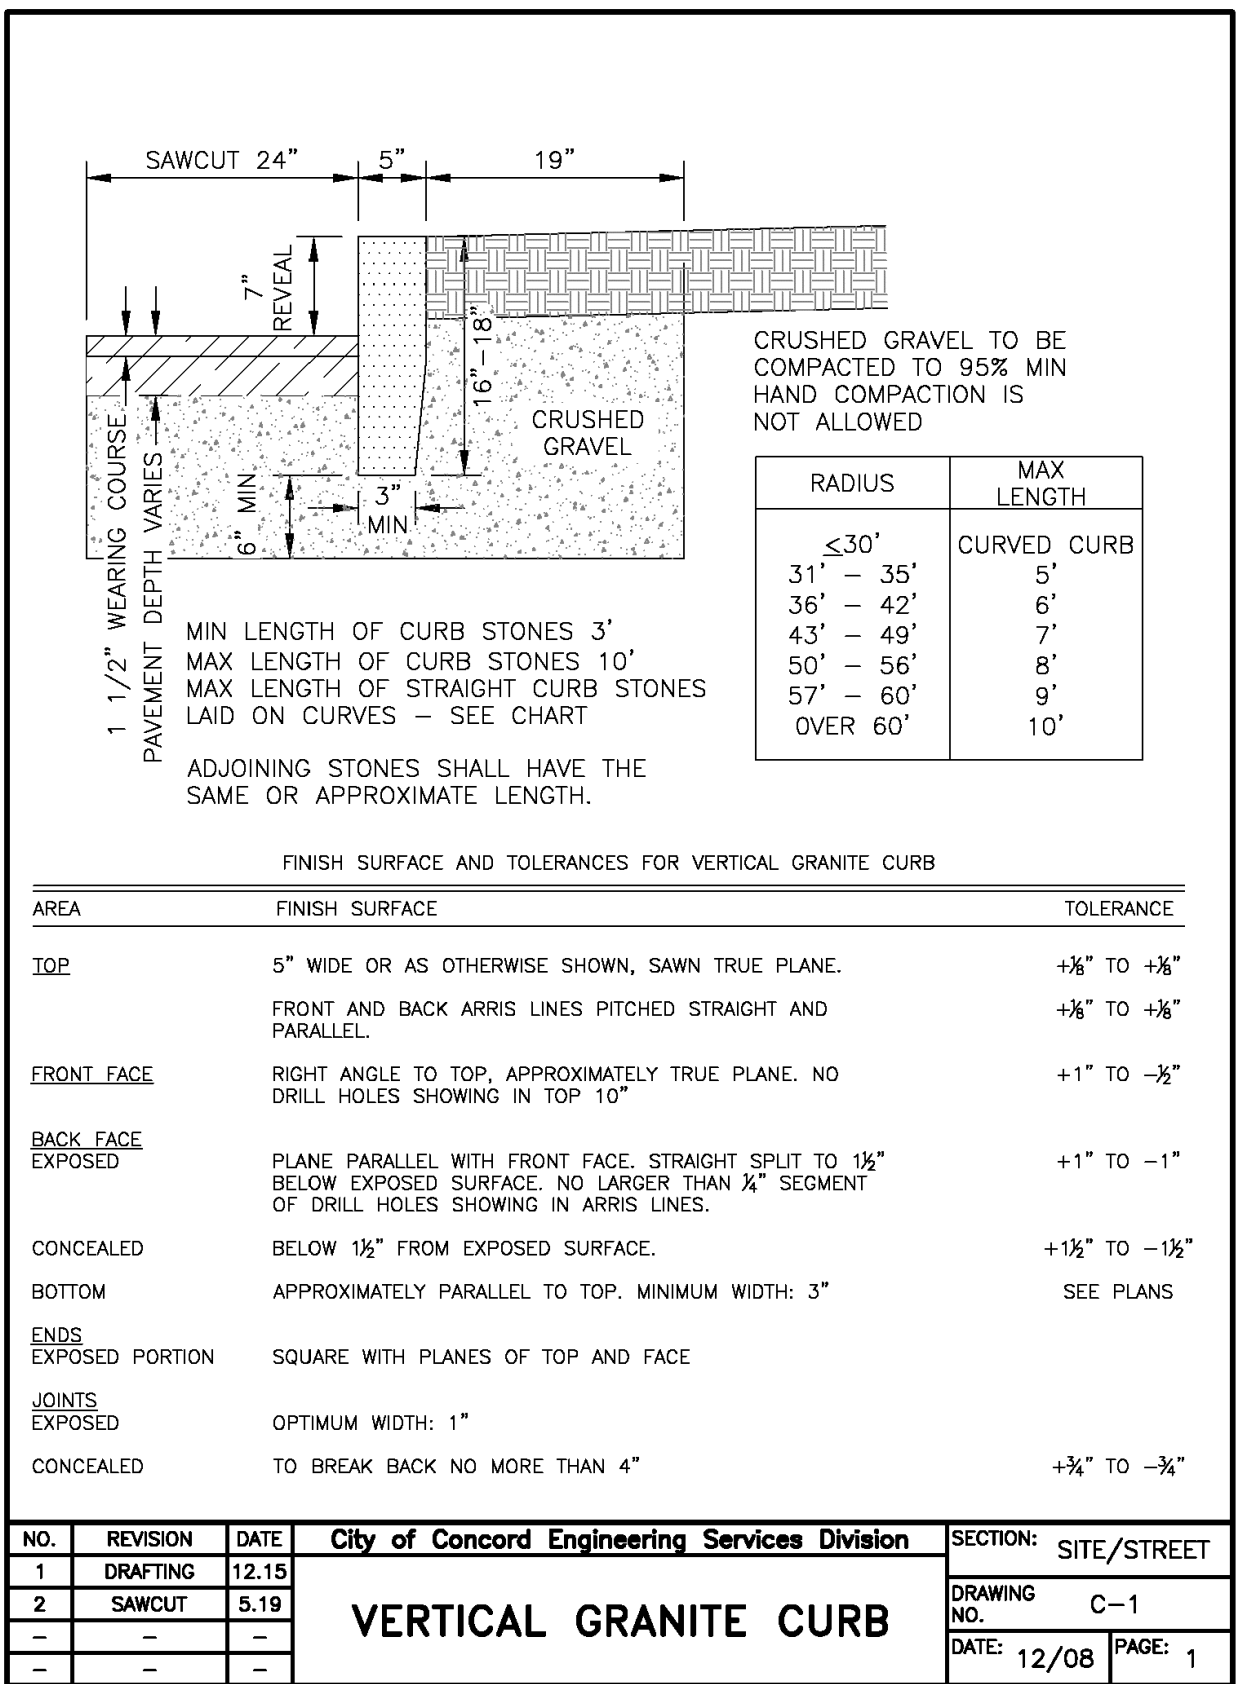 SAWCUT 24”
5”
19”
7”
REVEAL
16”–18”
CRUSHED
GRAVEL
3”
MIN
6” MIN
1 1/2” WEARING COURSE
PAVEMENT DEPTH VARIES
CRUSHED GRAVEL TO BE
COMPACTED TO 95% MIN
HAND COMPACTION IS
NOT ALLOWED
RADIUS MAX LENGTH
≤30’ CURVED CURB
31’ – 35’ 5’
36’ – 42’ 6’
43’ – 49’ 7’
50’ – 56’ 8’
57’ – 60’ 9’
OVER 60’ 10’
MIN LENGTH OF CURB STONES 3’
MAX LENGTH OF CURB STONES 10’
MAX LENGTH OF STRAIGHT CURB STONES
LAID ON CURVES – SEE CHART
ADJOINING STONES SHALL HAVE THE
SAME OR APPROXIMATE LENGTH.
FINISH SURFACE AND TOLERANCES FOR VERTICAL GRANITE CURB
AREA FINISH SURFACE TOLERANCE
TOP 5” WIDE OR AS OTHERWISE SHOWN, SAWN TRUE PLANE. +⅛” TO +⅛”
FRONT AND BACK ARRIS LINES PITCHED STRAIGHT AND +⅛” TO +⅛”
PARALLEL.
FRONT FACE RIGHT ANGLE TO TOP, APPROXIMATELY TRUE PLANE. NO +1” TO –½”
DRILL HOLES SHOWING IN TOP 10”
BACK FACE
EXPOSED PLANE PARALLEL WITH FRONT FACE. STRAIGHT SPLIT TO 1½” +1” TO –1”
BELOW EXPOSED SURFACE. NO LARGER THAN ¼” SEGMENT
OF DRILL HOLES SHOWING IN ARRIS LINES.
CONCEALED BELOW 1½” FROM EXPOSED SURFACE. +1½” TO –1½”
BOTTOM APPROXIMATELY PARALLEL TO TOP. MINIMUM WIDTH: 3” SEE PLANS
ENDS
EXPOSED PORTION SQUARE WITH PLANES OF TOP AND FACE
JOINTS
EXPOSED OPTIMUM WIDTH: 1”
CONCEALED TO BREAK BACK NO MORE THAN 4” +¾” TO –¾”
NO. REVISION DATE
1 DRAFTING 12.15
2 SAWCUT 5.19
– – –
– – –
City of Concord Engineering Services Division
VERTICAL GRANITE CURB
SECTION: SITE/STREET
DRAWING NO. C–1
DATE: 12/08 PAGE: 1